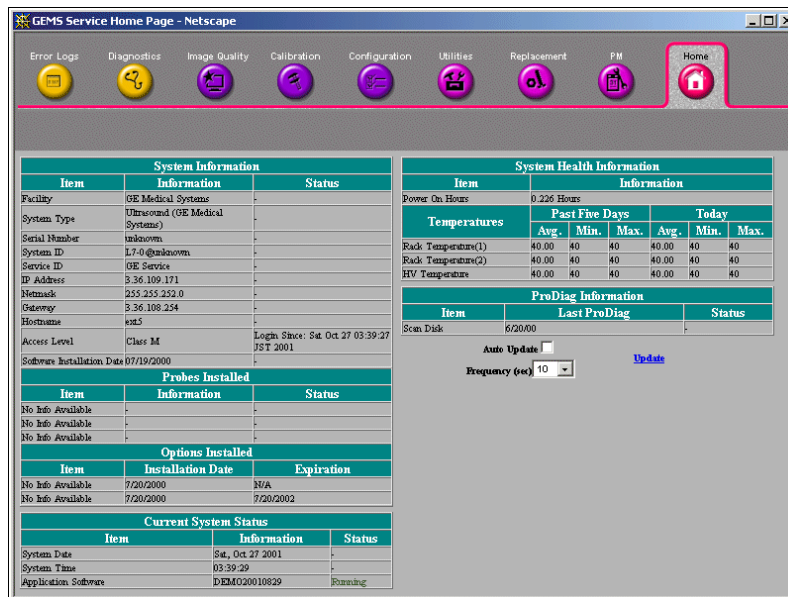 GEMS Service Home Page - Netscape
Error Logs Diagnostics Image Quality Calibration Configuration Utilities Replacement PM Home
System Information
Item Information Status
Facility GE Medical Systems -
System Type Ultrasound (GE Medical Systems) -
Serial Number unknown -
System ID L7-0@unknown -
Service ID GE Service -
IP Address 3.36.109.171 -
Netmask 255.255.252.0 -
Gateway 3.36.108.254 -
Hostname ext5 -
Access Level Class M Login Since: Sat Oct 27 03:39:27 JST 2001
Software Installation Date 07/19/2000 -
Probes Installed
Item Information Status
No Info Available - -
No Info Available - -
No Info Available - -
Options Installed
Item Installation Date Expiration
No Info Available 7/20/2000 N/A
No Info Available 7/20/2000 7/20/2002
Current System Status
Item Information Status
System Date Sat, Oct 27 2001 -
System Time 03:39:29 -
Application Software DEMO20010829 Running
System Health Information
Item Information
Power On Hours 0.226 Hours
Temperatures Past Five Days Today
Avg. Min. Max. Avg. Min. Max.
Rack Temperature(1) 40.00 40 40 40.00 40 40
Rack Temperature(2) 40.00 40 40 40.00 40 40
HV Temperature 40.00 40 40 40.00 40 40
ProDiag Information
Item Last ProDiag Status
Scan Disk 6/20/00 -
Auto Update
Update
Frequency (sec) 10